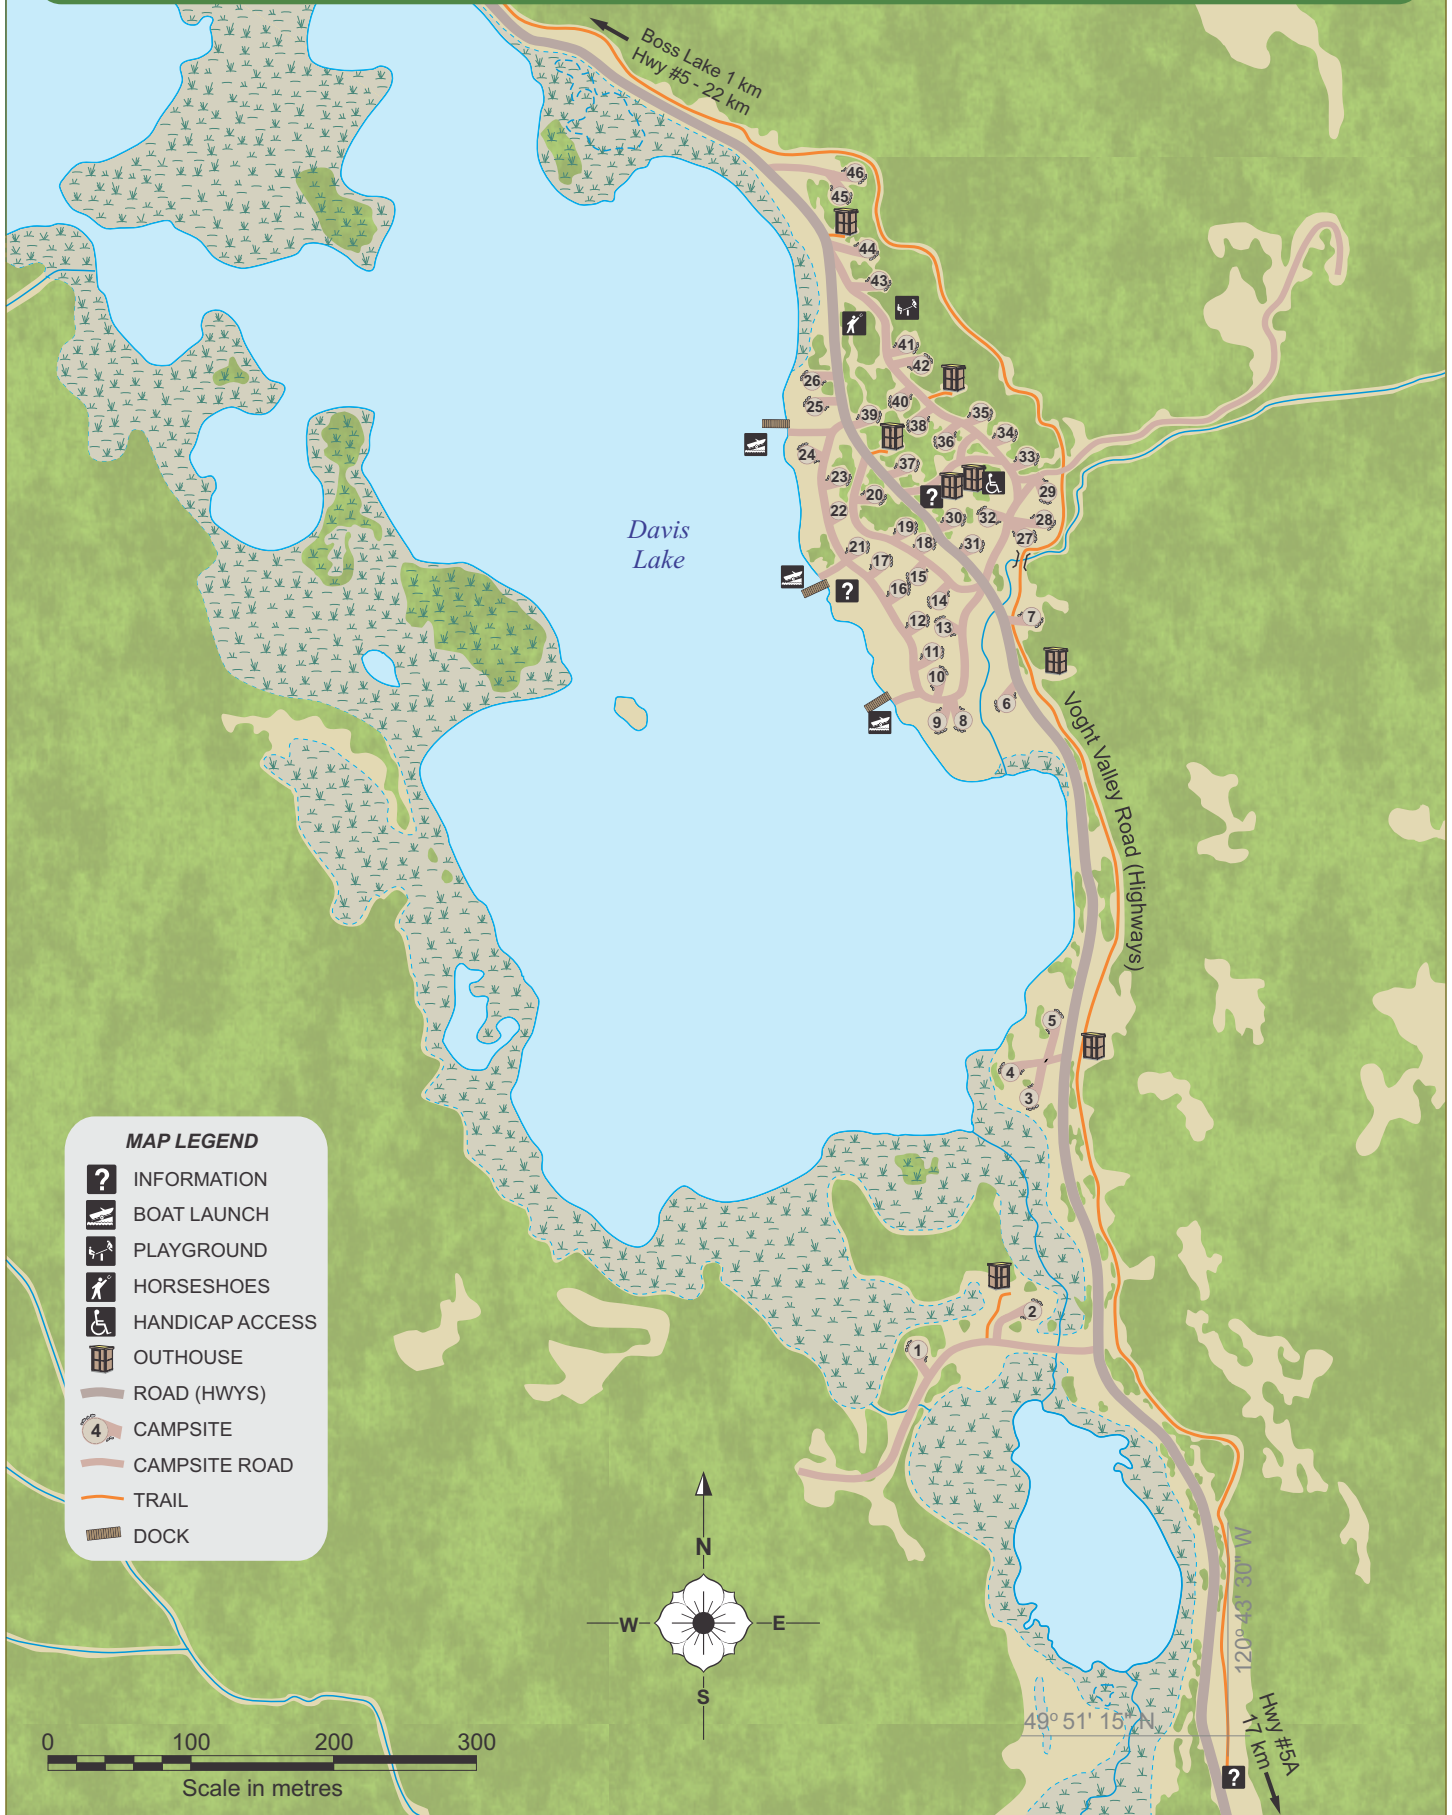 Boss Lake 1 km
Hwy #5 - 22 km
46
45
44
43
41
42
26
25
40
39
38
35
34
36
33
24
37
23
29
20
22
30
32
28
19
27
18
31
21
17
15
16
14
7
12
13
11
10
6
9
8
Davis
Lake
?
?
Voght Valley Road (Highways)
5
4
3
2
1
MAP LEGEND
? INFORMATION
BOAT LAUNCH
PLAYGROUND
HORSESHOES
HANDICAP ACCESS
OUTHOUSE
ROAD (HWYS)
4 CAMPSITE
CAMPSITE ROAD
TRAIL
DOCK
N
W
E
S
120° 43' 30" W
49° 51' 15" N
Hwy #5A
17 km
?
0 100 200 300
Scale in metres